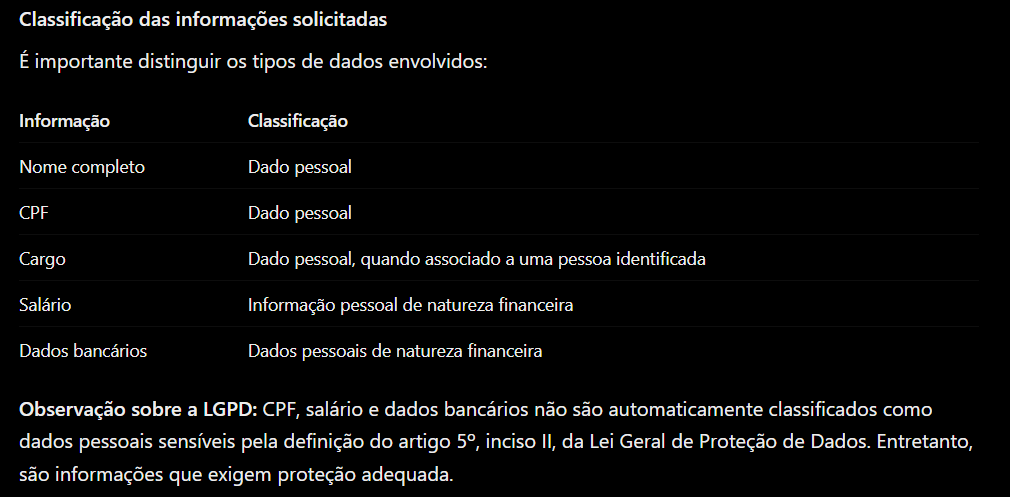 Classificação das informações solicitadas
É importante distinguir os tipos de dados envolvidos:
Informação Classificação
Nome completo Dado pessoal
CPF Dado pessoal
Cargo Dado pessoal, quando associado a uma pessoa identificada
Salário Informação pessoal de natureza financeira
Dados bancários Dados pessoais de natureza financeira
Observação sobre a LGPD: CPF, salário e dados bancários não são automaticamente classificados como
dados pessoais sensíveis pela definição do artigo 5º, inciso II, da Lei Geral de Proteção de Dados. Entretanto,
são informações que exigem proteção adequada.